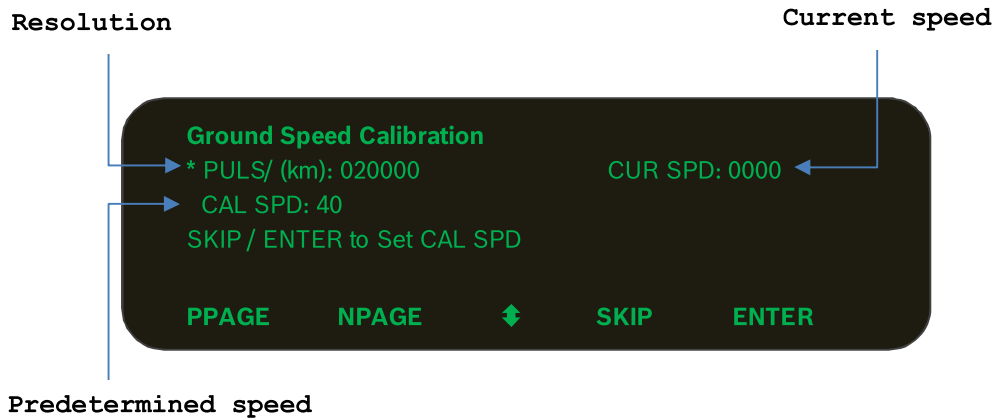 Resolution
Current speed
Ground Speed Calibration
* PULS/ (km): 020000 CUR SPD: 0000
CAL SPD: 40
SKIP / ENTER to Set CAL SPD
PPAGE NPAGE SKIP ENTER
Predetermined speed